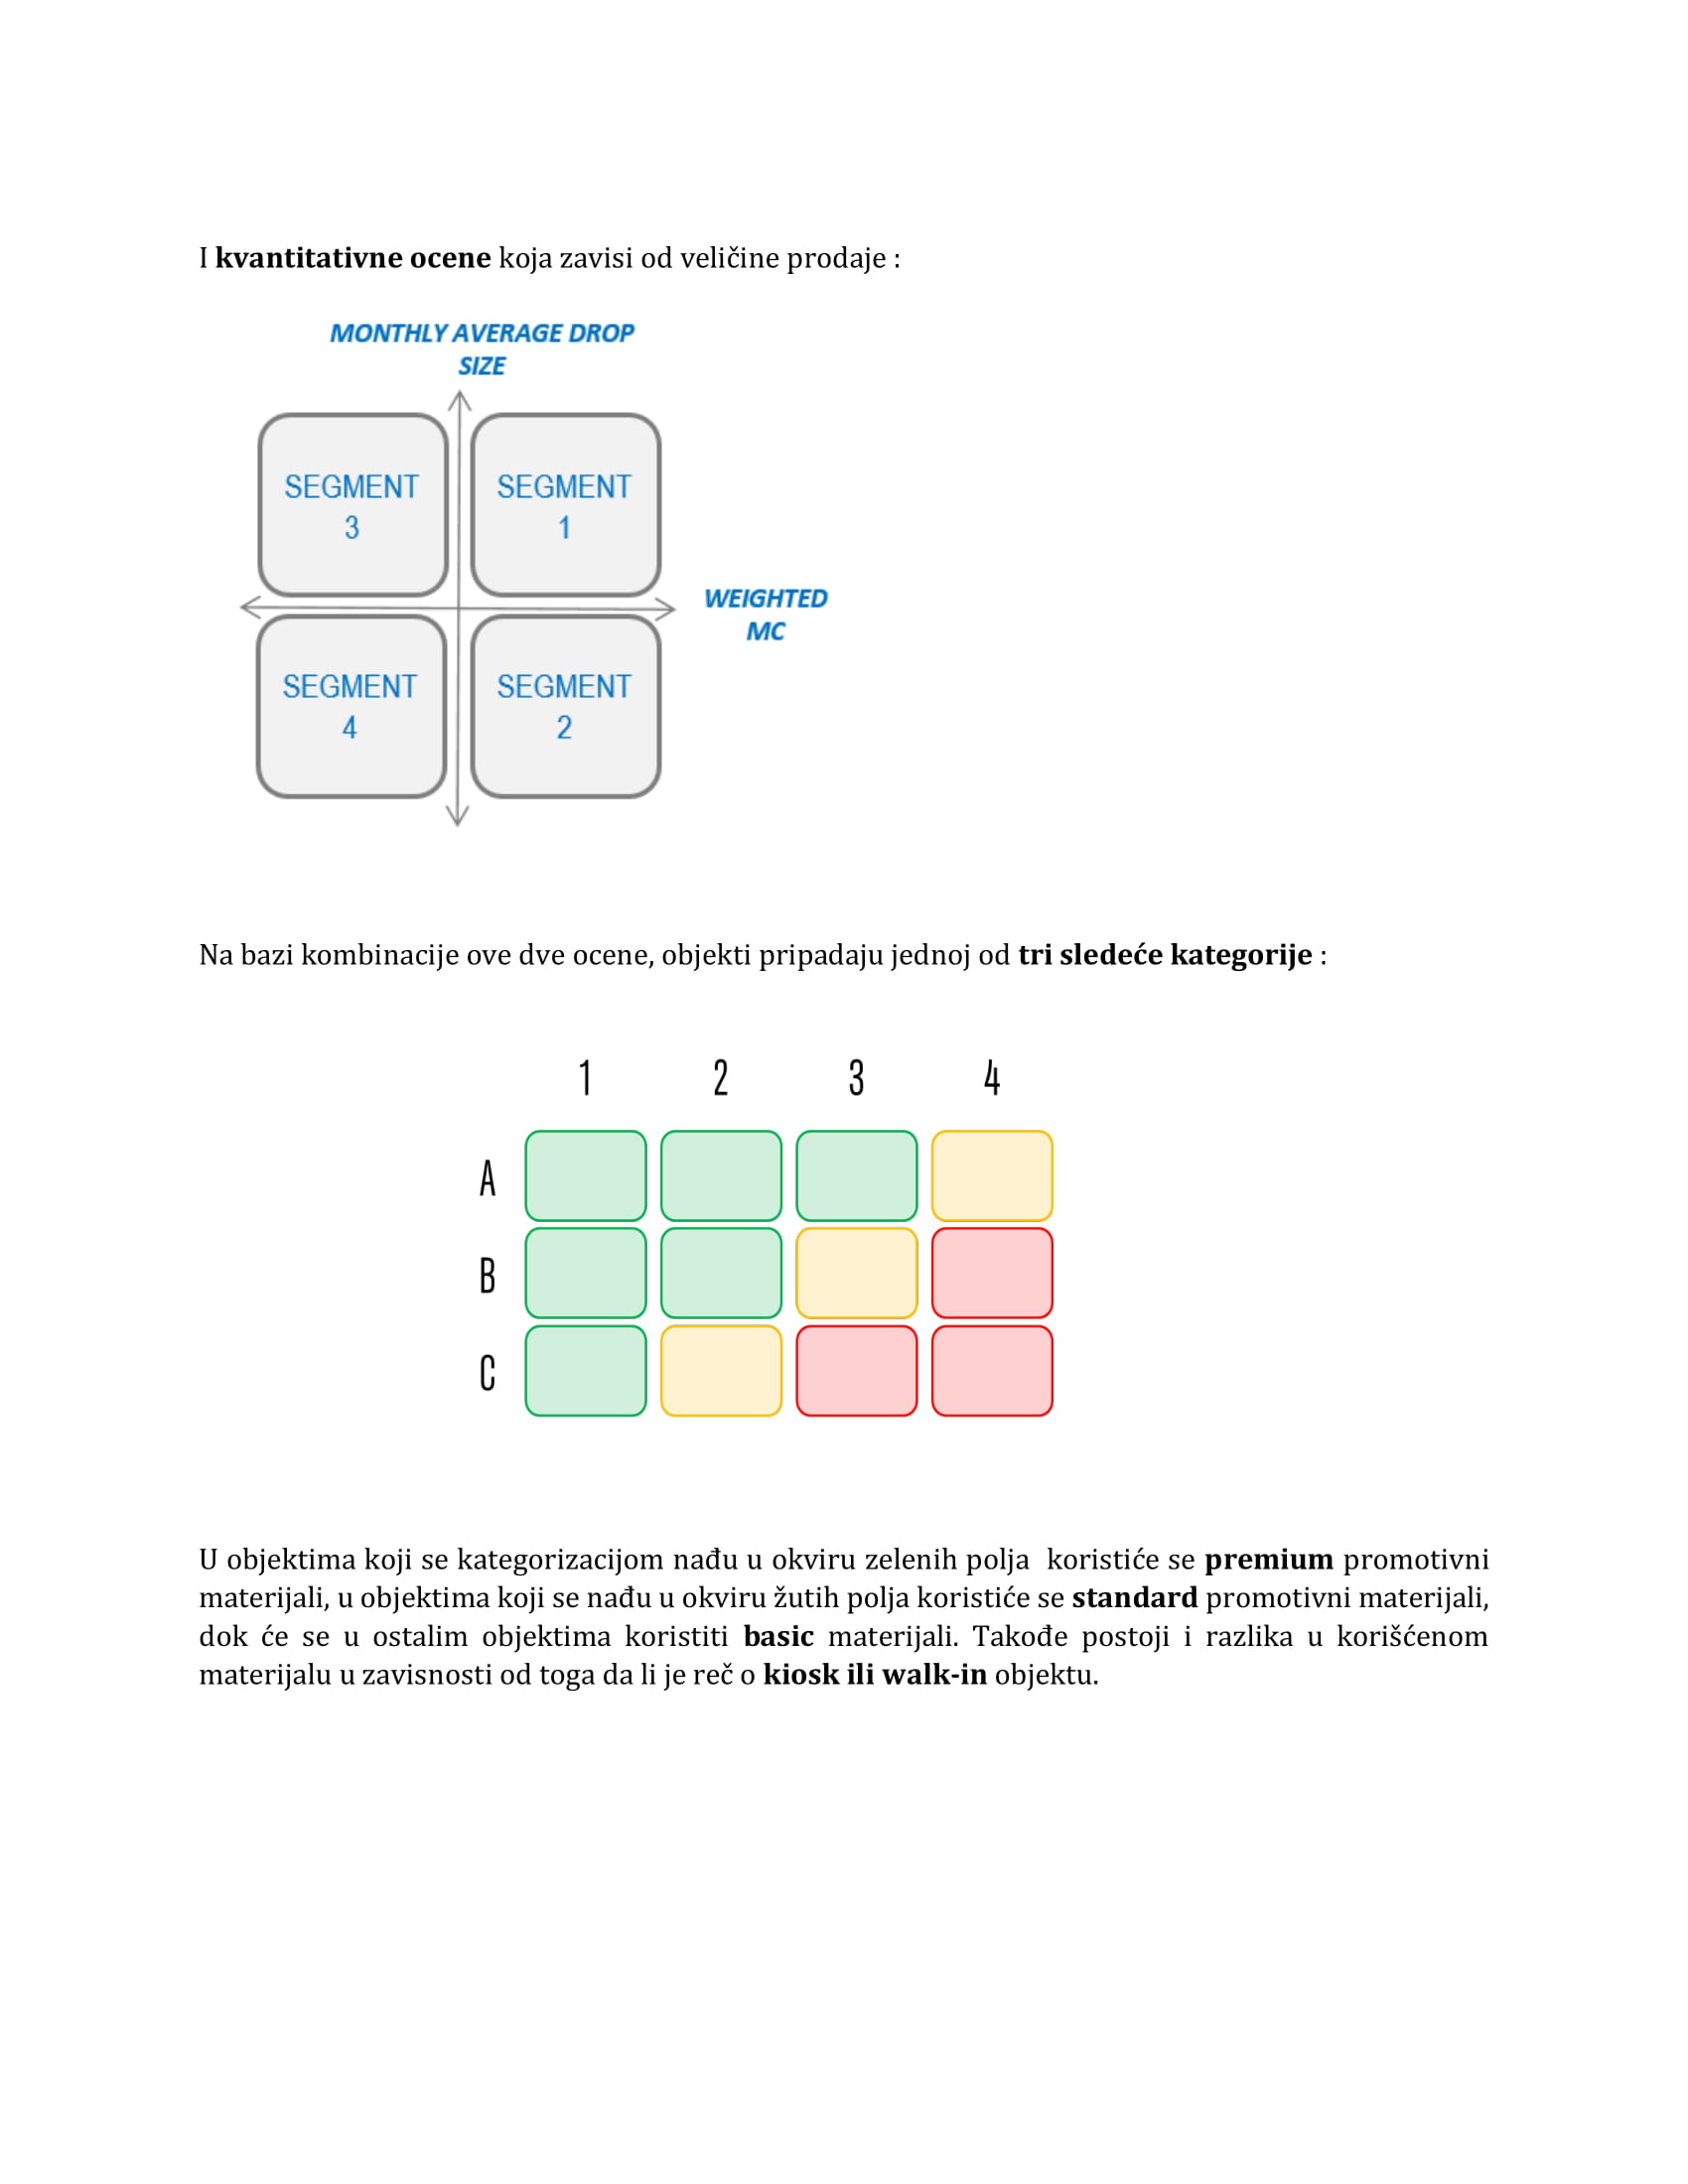 I kvantitativne ocene koja zavisi od veličine prodaje :
MONTHLY AVERAGE DROP
SIZE
SEGMENT
3
SEGMENT
1
WEIGHTED
MC
SEGMENT
4
SEGMENT
2
Na bazi kombinacije ove dve ocene, objekti pripadaju jednoj od tri sledeće kategorije :
1 2 3 4
A
B
C
U objektima koji se kategorizacijom nađu u okviru zelenih polja koristiće se premium promotivni
materijali, u objektima koji se nađu u okviru žutih polja koristiće se standard promotivni materijali,
dok će se u ostalim objektima koristiti basic materijali. Takođe postoji i razlika u korišćenom
materijalu u zavisnosti od toga da li je reč o kiosk ili walk-in objektu.